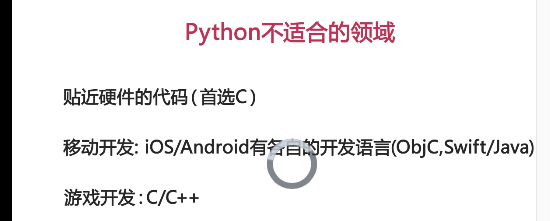 Python不适合的领域
贴近硬件的代码(首选C)
移动开发: iOS/Android有各自的开发语言(ObjC,Swift/Java)
游戏开发:C/C++